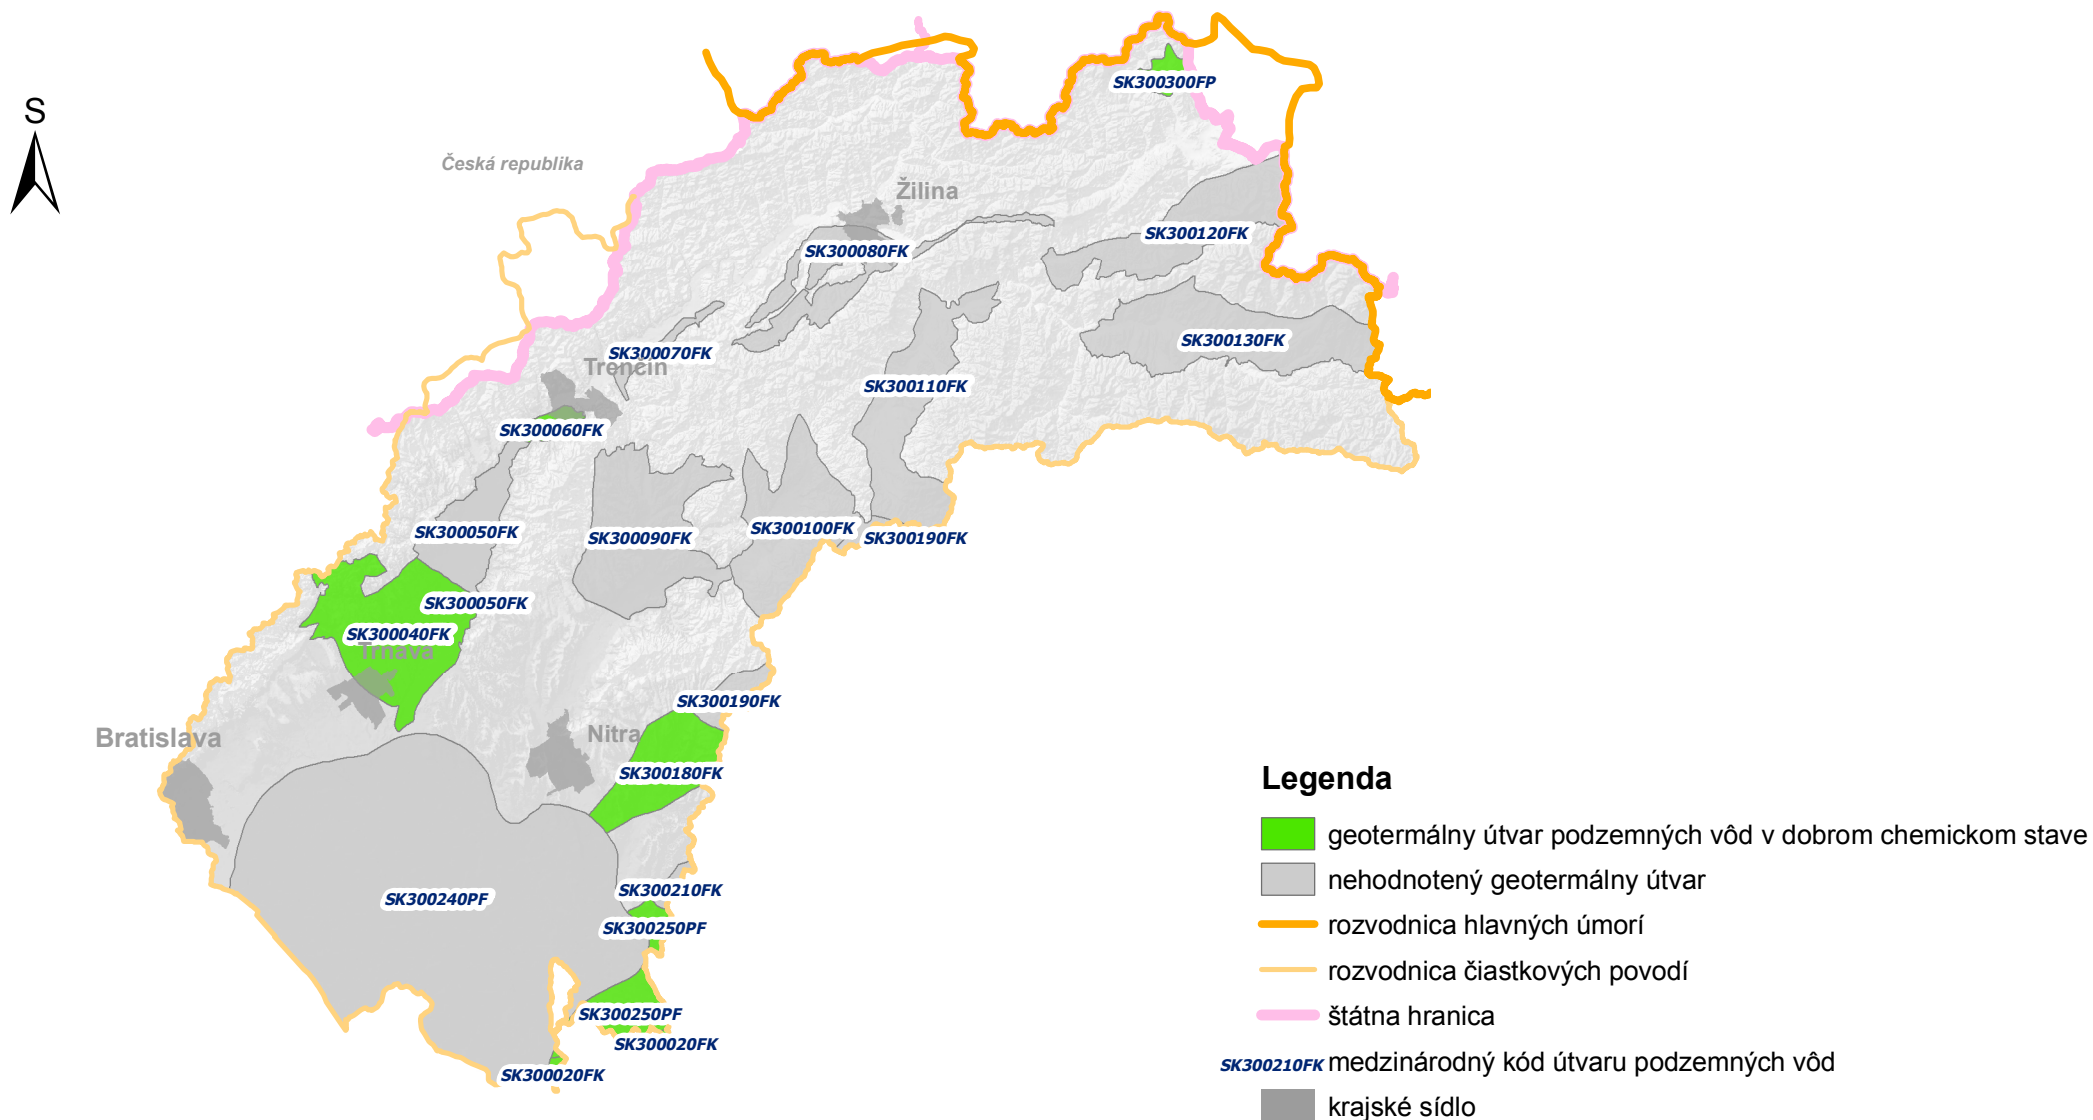 SK300300FP
S
Česká republika
Žilina
SK300120FK
SK300080FK
SK300130FK
SK300070FK
Trenčín
SK300110FK
SK300060FK
SK300050FK
SK300100FK
SK300090FK
SK300190FK
SK300050FK
SK300040FK
Trnava
SK300190FK
Nitra
Bratislava
SK300180FK
SK300210FK
SK300240PF
SK300250PF
SK300250PF
SK300020FK
SK300020FK
Legenda
geotermálny útvar podzemných vôd v dobrom chemickom stave
nehodnotený geotermálny útvar
rozvodnica hlavných úmorí
rozvodnica čiastkových povodí
štátna hranica
SK300210FK medzinárodný kód útvaru podzemných vôd
krajské sídlo